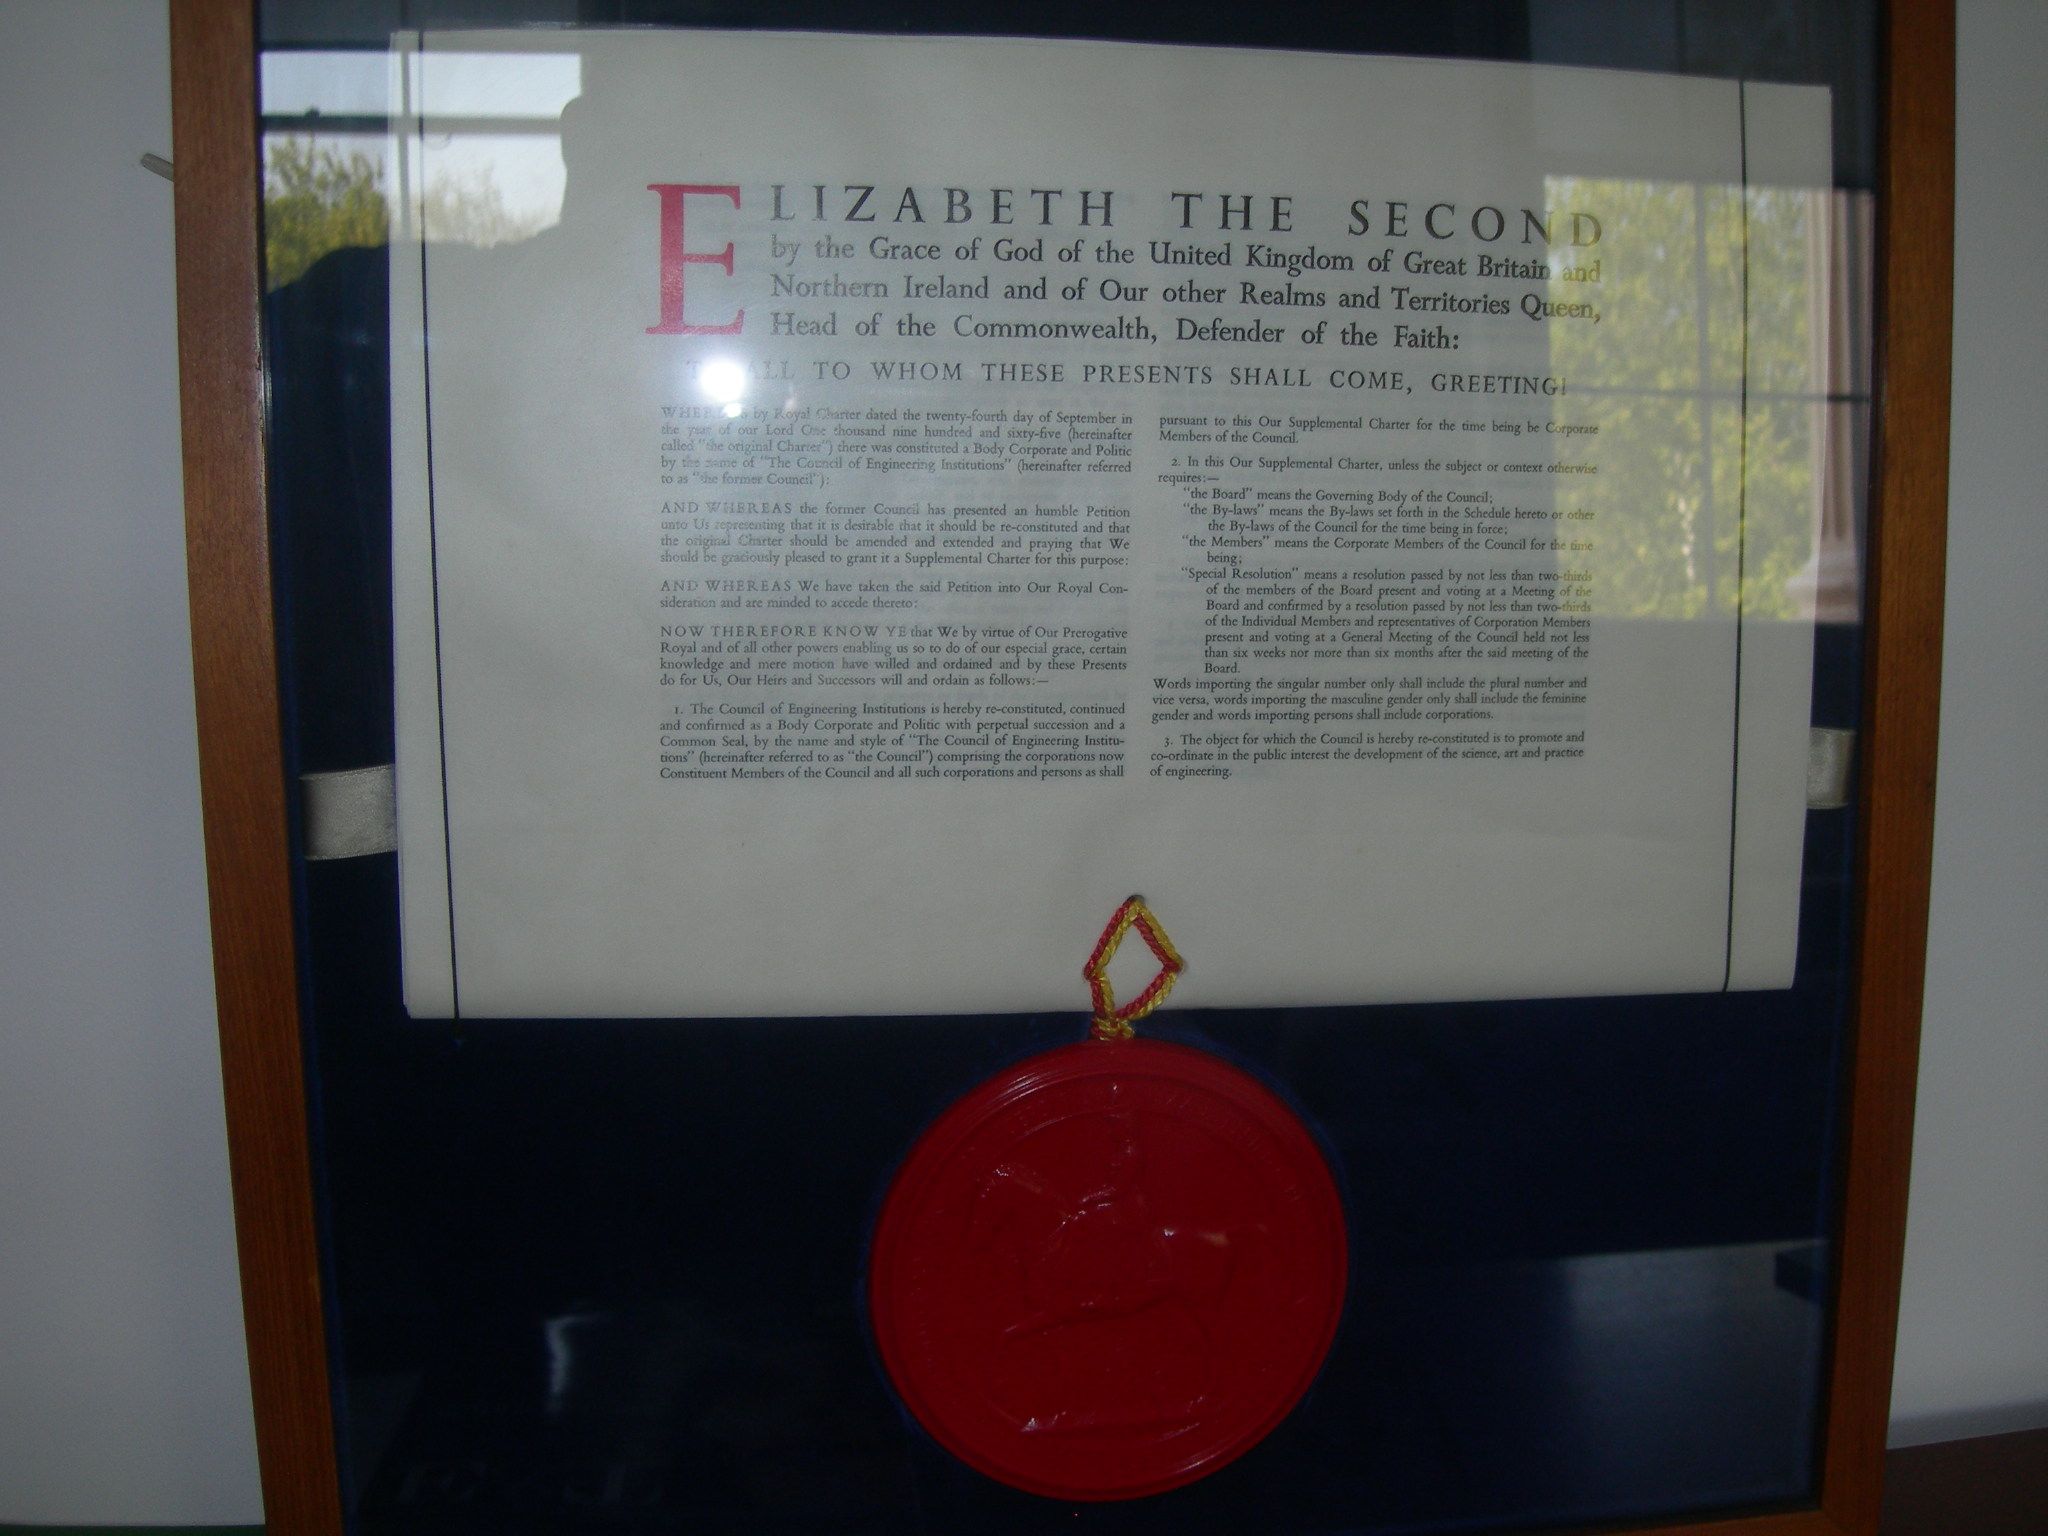 ELIZABETH THE SECOND
by the Grace of God of the United Kingdom of Great Britain and
Northern Ireland and of Our other Realms and Territories Queen,
Head of the Commonwealth, Defender of the Faith:
ALL TO WHOM THESE PRESENTS SHALL COME, GREETING!
by Royal Charter dated the twenty-fourth day of September in
the year of our Lord One thousand nine hundred and sixty-five (hereinafter
called "the original Charter") there was constituted a Body Corporate and Politic
by the name of "The Council of Engineering Institutions" (hereinafter referred
to as "the former Council"):
AND WHEREAS the former Council has presented an humble Petition
unto Us representing that it is desirable that it should be re-constituted and that
the original Charter should be amended and extended and praying that We
should be graciously pleased to grant it a Supplemental Charter for this purpose:
AND WHEREAS We have taken the said Petition into Our Royal Con-
sideration and are minded to accede thereto:
NOW THEREFORE KNOW YE that We by virtue of Our Prerogative
Royal and of all other powers enabling us so to do of our especial grace, certain
knowledge and mere motion have willed and ordained and by these Presents
do for Us, Our Heirs and Successors will and ordain as follows:—
1. The Council of Engineering Institutions is hereby re-constituted, continued
and confirmed as a Body Corporate and Politic with perpetual succession and a
Common Seal, by the name and style of "The Council of Engineering Institu-
tions" (hereinafter referred to as "the Council") comprising the corporations now
Constituent Members of the Council and all such corporations and persons as shall
pursuant to this Our Supplemental Charter for the time being be Corporate
Members of the Council.
2. In this Our Supplemental Charter, unless the subject or context otherwise
requires:—
"the Board" means the Governing Body of the Council;
"the By-laws" means the By-laws set forth in the Schedule hereto or other
the By-laws of the Council for the time being in force;
"the Members" means the Corporate Members of the Council for the time
being;
"Special Resolution" means a resolution passed by not less than two-thirds
of the members of the Board present and voting at a Meeting of the
Board and confirmed by a resolution passed by not less than two-thirds
of the Individual Members and representatives of Corporation Members
present and voting at a General Meeting of the Council held not less
than six weeks nor more than six months after the said meeting of the
Board.
Words importing the singular number only shall include the plural number and
vice versa, words importing the masculine gender only shall include the feminine
gender and words importing persons shall include corporations.
3. The object for which the Council is hereby re-constituted is to promote and
co-ordinate in the public interest the development of the science, art and practice
of engineering.